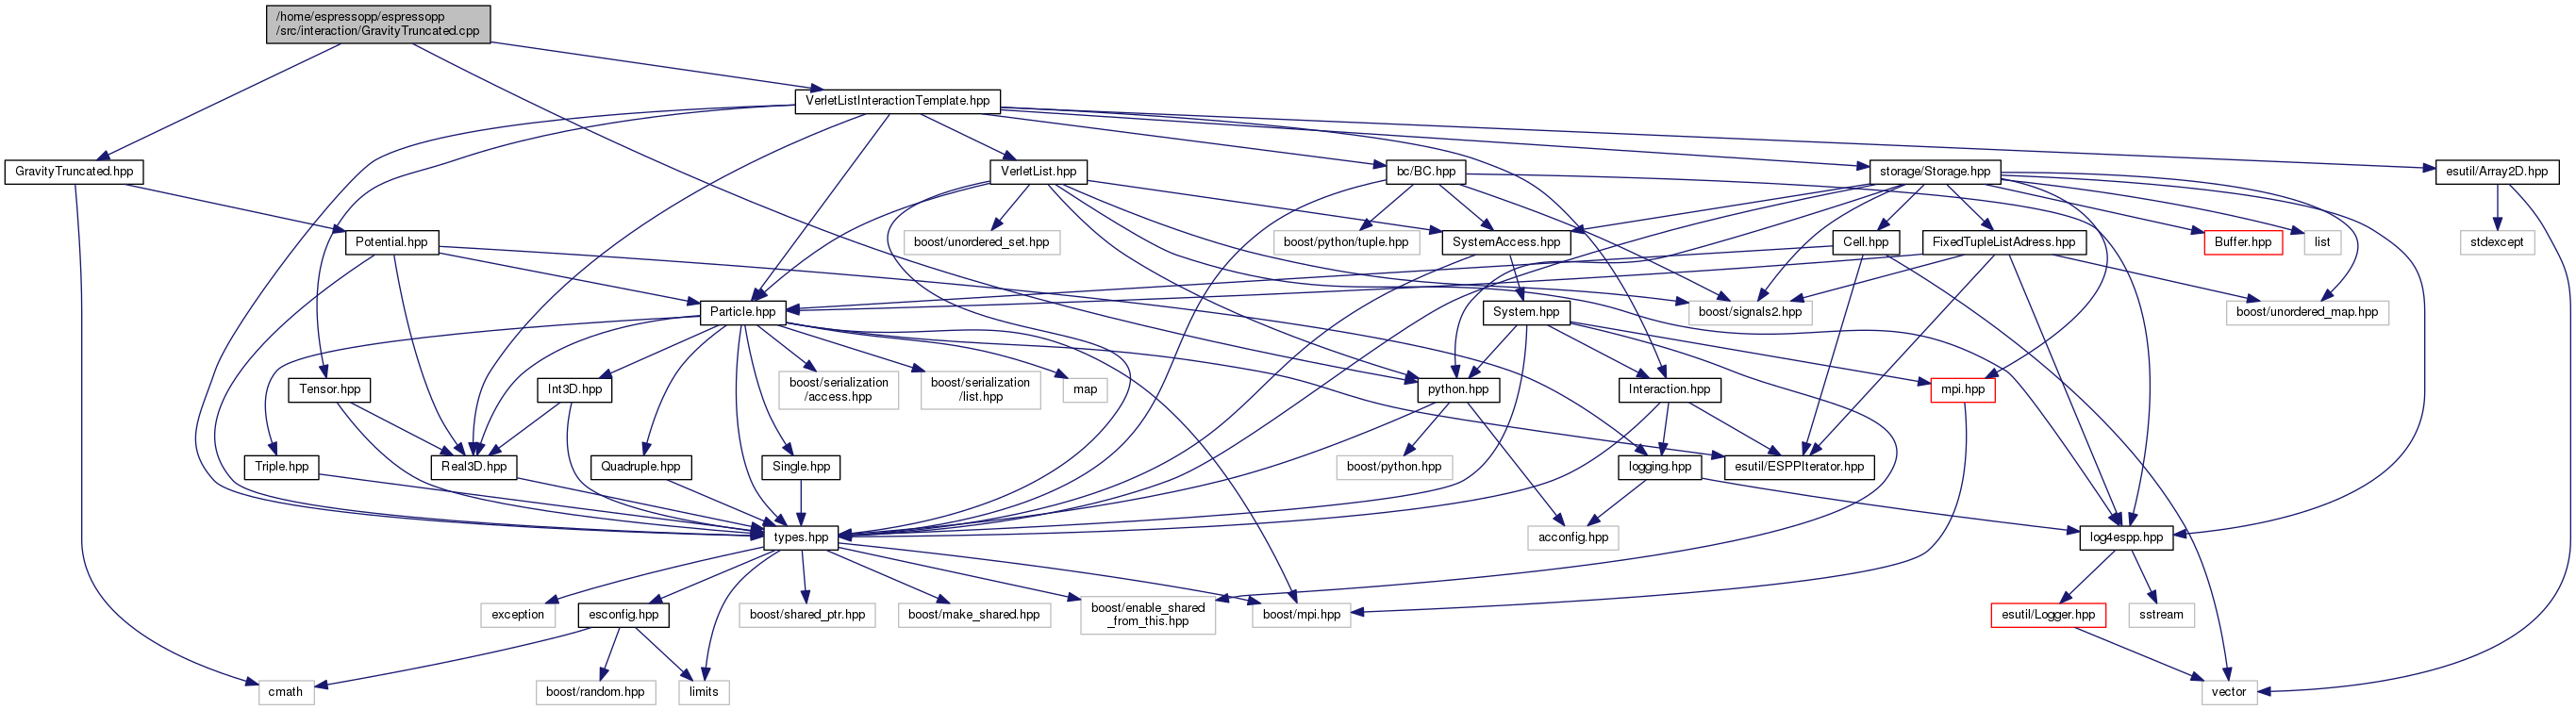 /home/espressopp/espressopp
/src/interaction/GravityTruncated.cpp
VerletListInteractionTemplate.hpp
GravityTruncated.hpp
VerletList.hpp
bc/BC.hpp
storage/Storage.hpp
esutil/Array2D.hpp
Potential.hpp
boost/unordered_set.hpp
boost/python/tuple.hpp
SystemAccess.hpp
Cell.hpp
FixedTupleListAdress.hpp
Buffer.hpp
list
stdexcept
Particle.hpp
System.hpp
boost/signals2.hpp
boost/unordered_map.hpp
Tensor.hpp
Int3D.hpp
boost/serialization
/access.hpp
boost/serialization
/list.hpp
map
python.hpp
Interaction.hpp
mpi.hpp
Triple.hpp
Real3D.hpp
Quadruple.hpp
Single.hpp
boost/python.hpp
logging.hpp
esutil/ESPPIterator.hpp
types.hpp
acconfig.hpp
log4espp.hpp
exception
esconfig.hpp
boost/shared_ptr.hpp
boost/make_shared.hpp
boost/enable_shared
_from_this.hpp
boost/mpi.hpp
esutil/Logger.hpp
sstream
cmath
boost/random.hpp
limits
vector